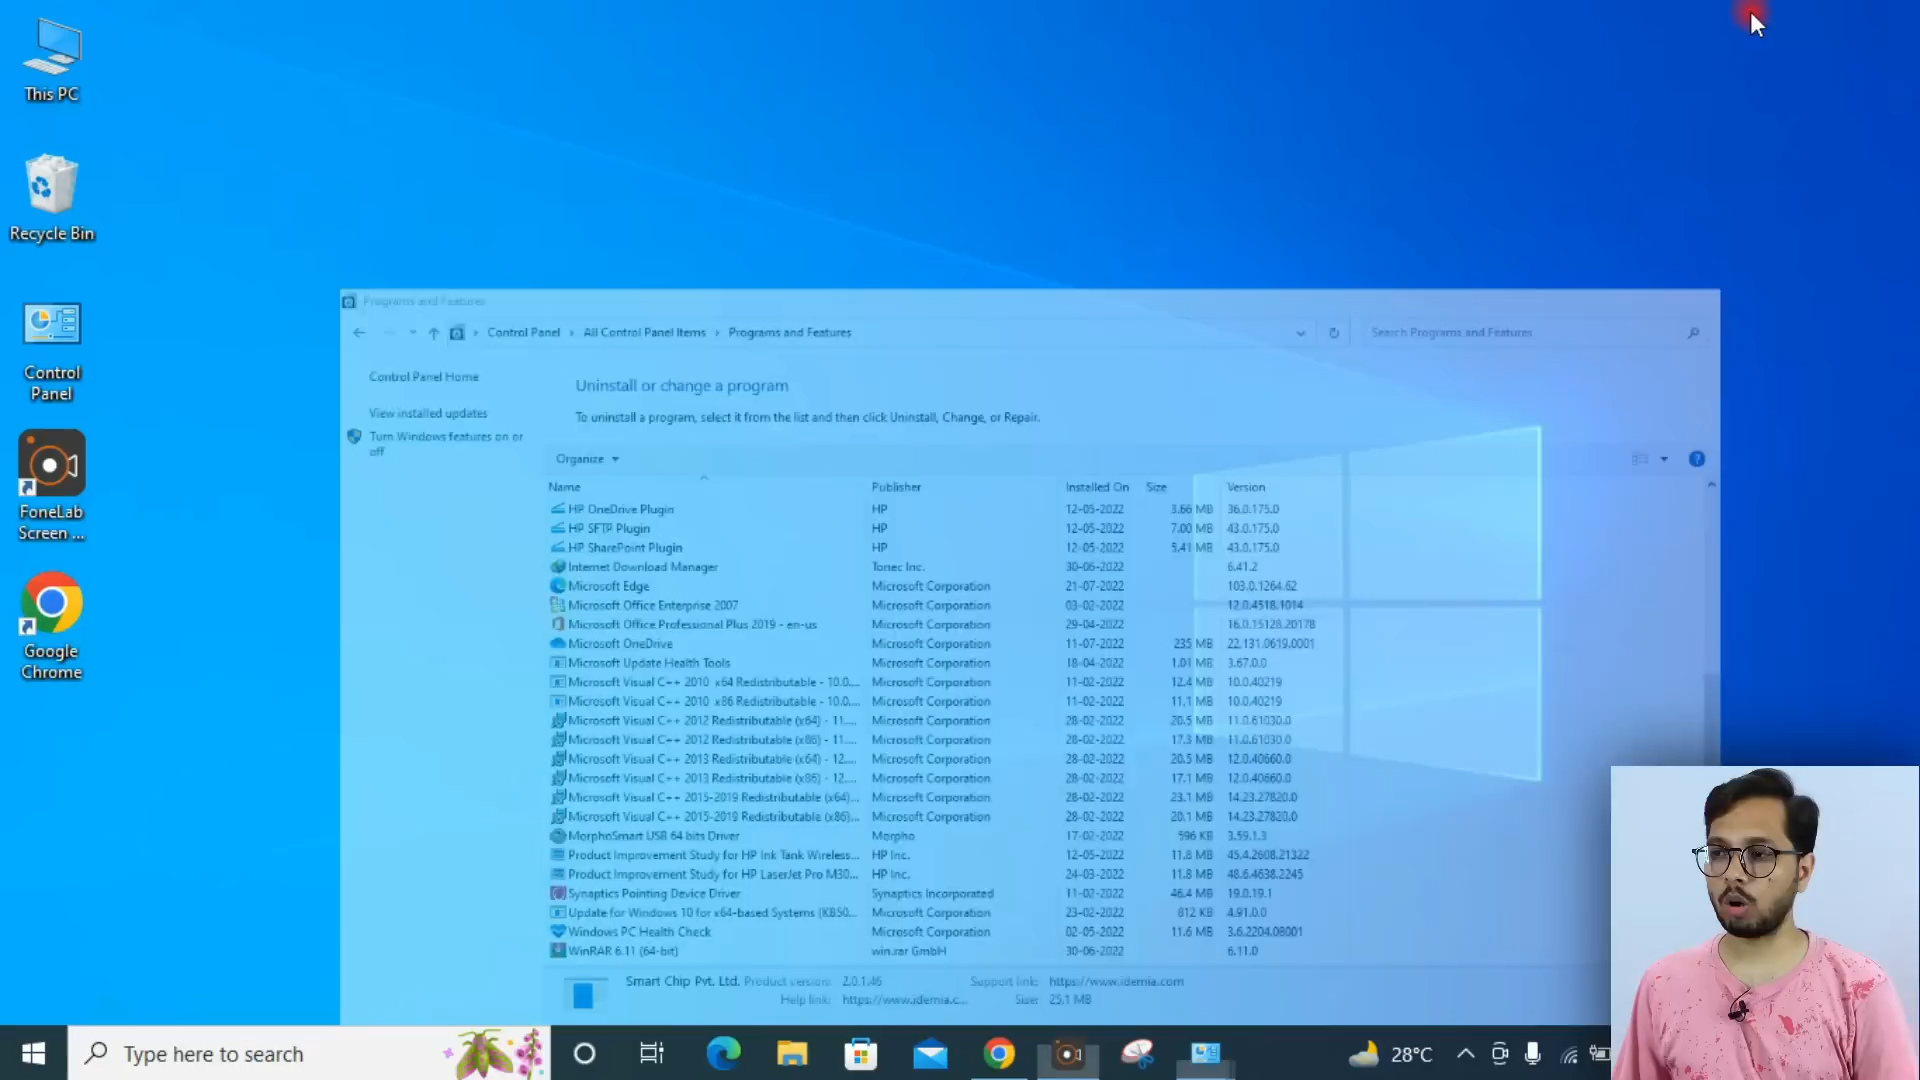 This PC
Recycle Bin
Control
Panel
FoneLab
Screen ...
Google
Chrome
Programs and Features
Control Panel > All Control Panel Items > Programs and Features
Search Programs and Features
Control Panel Home
View installed updates
Turn Windows features on or
off
Uninstall or change a program
To uninstall a program, select it from the list and then click Uninstall, Change, or Repair.
Organize
Name Publisher Installed On Size Version
HP OneDrive Plugin HP 12-05-2022 3.66 MB 36.0.175.0
HP SFTP Plugin HP 12-05-2022 7.00 MB 43.0.175.0
HP SharePoint Plugin HP 12-05-2022 5.41 MB 43.0.175.0
Internet Download Manager Tonec Inc. 30-06-2022 6.41.2
Microsoft Edge Microsoft Corporation 21-07-2022 103.0.1264.62
Microsoft Office Enterprise 2007 Microsoft Corporation 03-02-2022 12.0.4518.1014
Microsoft Office Professional Plus 2019 - en-us Microsoft Corporation 29-04-2022 16.0.15128.20178
Microsoft OneDrive Microsoft Corporation 11-07-2022 235 MB 22.131.0619.0001
Microsoft Update Health Tools Microsoft Corporation 18-04-2022 1.01 MB 3.67.0.0
Microsoft Visual C++ 2010 x64 Redistributable - 10.0.... Microsoft Corporation 11-02-2022 12.4 MB 10.0.40219
Microsoft Visual C++ 2010 x86 Redistributable - 10.0.... Microsoft Corporation 11-02-2022 11.1 MB 10.0.40219
Microsoft Visual C++ 2012 Redistributable (x64) - 11.... Microsoft Corporation 28-02-2022 20.5 MB 11.0.61030.0
Microsoft Visual C++ 2012 Redistributable (x86) - 11.... Microsoft Corporation 28-02-2022 17.3 MB 11.0.61030.0
Microsoft Visual C++ 2013 Redistributable (x64) - 12.... Microsoft Corporation 28-02-2022 20.5 MB 12.0.40660.0
Microsoft Visual C++ 2013 Redistributable (x86) - 12.... Microsoft Corporation 28-02-2022 17.1 MB 12.0.40660.0
Microsoft Visual C++ 2015-2019 Redistributable (x64)... Microsoft Corporation 28-02-2022 23.1 MB 14.23.27820.0
Microsoft Visual C++ 2015-2019 Redistributable (x86)... Microsoft Corporation 28-02-2022 20.1 MB 14.23.27820.0
MorphoSmart USB 64 bits Driver Morpho 17-02-2022 596 KB 3.59.1.3
Product Improvement Study for HP Ink Tank Wireless... HP Inc. 12-05-2022 11.8 MB 45.4.2608.21322
Product Improvement Study for HP LaserJet Pro M30... HP Inc. 24-03-2022 11.8 MB 48.6.4638.2245
Synaptics Pointing Device Driver Synaptics Incorporated 11-02-2022 46.4 MB 19.0.19.1
Update for Windows 10 for x64-based Systems (KB50... Microsoft Corporation 23-02-2022 812 KB 4.91.0.0
Windows PC Health Check Microsoft Corporation 02-05-2022 11.6 MB 3.6.2204.08001
WinRAR 6.11 (64-bit) win.rar GmbH 30-06-2022 6.11.0
Smart Chip Pvt. Ltd. Product version: 2.0.1.46 Support link: https://www.idemia.com
Help link: https://www.idemia.c... Size: 25.1 MB
Type here to search
28°C